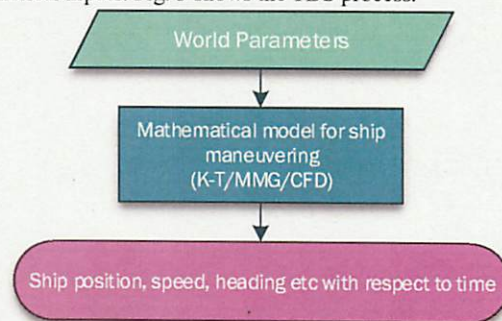 World Parameters
Mathematical model for ship
maneuvering
(K-T/MMG/CFD)
Ship position, speed, heading etc with respect to time